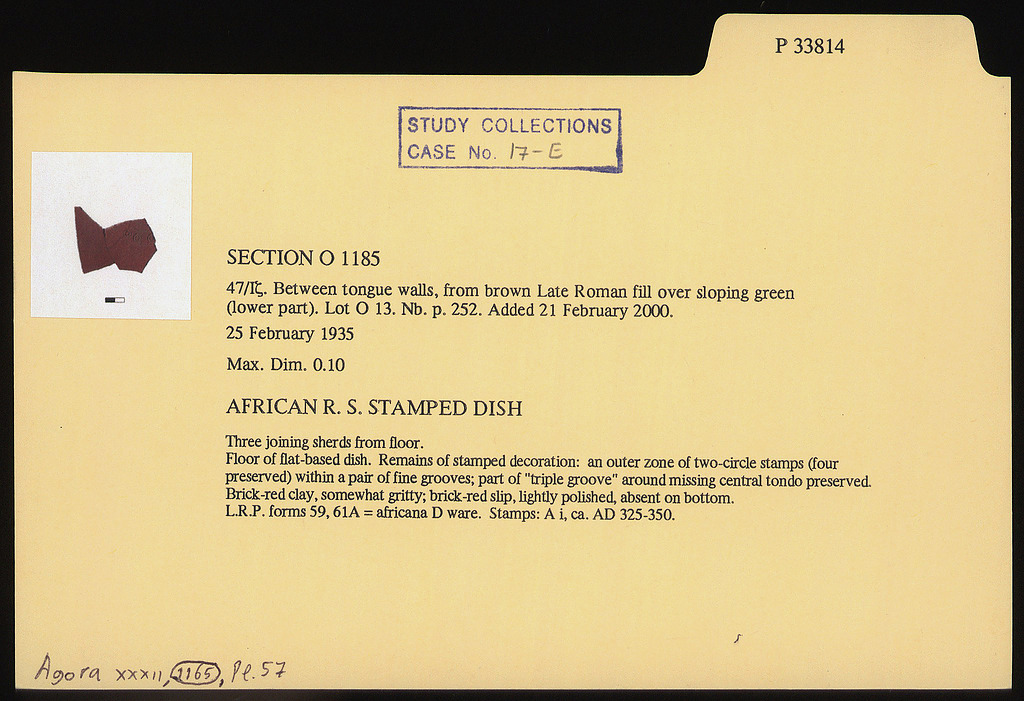 P 33814
STUDY COLLECTIONS
CASE No. 17-E
SECTION O 1185
47/Ιζ. Between tongue walls, from brown Late Roman fill over sloping green
(lower part). Lot O 13. Nb. p. 252. Added 21 February 2000.
25 February 1935
Max. Dim. 0.10
AFRICAN R. S. STAMPED DISH
Three joining sherds from floor.
Floor of flat-based dish. Remains of stamped decoration: an outer zone of two-circle stamps (four
preserved) within a pair of fine grooves; part of "triple groove" around missing central tondo preserved.
Brick-red clay, somewhat gritty; brick-red slip, lightly polished, absent on bottom.
L.R.P. forms 59, 61A = africana D ware. Stamps: A i, ca. AD 325-350.
Agora XXXII, 1165, Pl. 57